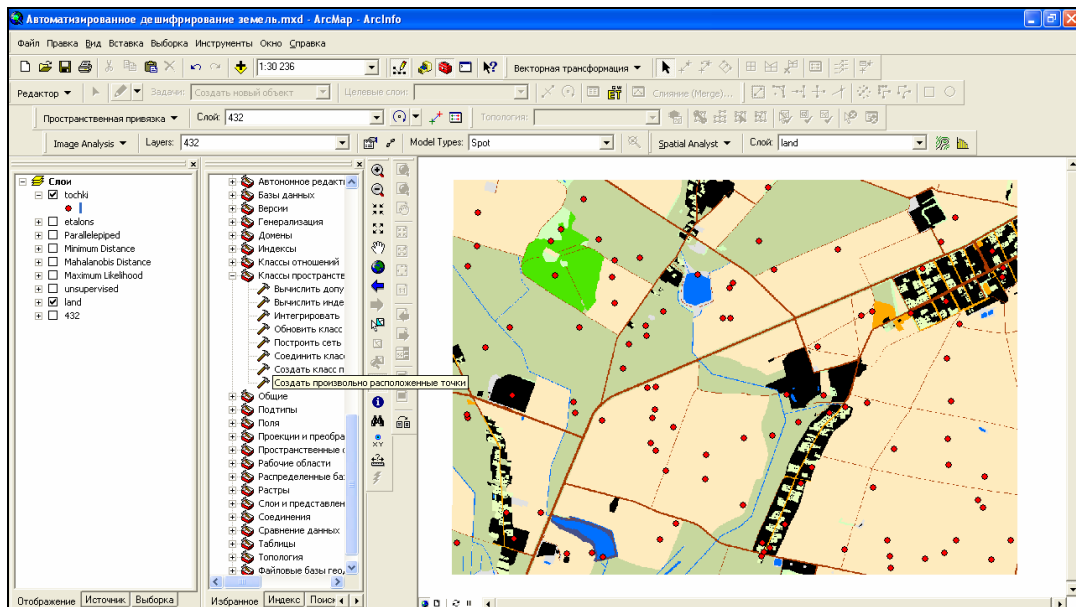 Автоматизированное дешифрирование земель.mxd - ArcMap - ArcInfo
Файл Правка Вид Вставка Выборка Инструменты Окно Справка
1:30 236
Векторная трансформация
Редактор
Задачи: Создать новый объект
Целевые слои:
Слияние (Merge)...
Пространственная привязка
Слой: 432
Топология:
Image Analysis
Layers: 432
Model Types: Spot
Spatial Analyst
Слой: land
Слои
tochki
etalons
Parallelepiped
Minimum Distance
Mahalanobis Distance
Maximum Likelihood
unsupervised
land
432
Отображение Источник Выборка
Автономное редакти
Базы данных
Версии
Генерализация
Домены
Индексы
Классы отношений
Классы пространств
Вычислить допу
Вычислить инде
Интегрировать
Обновить класс
Построить сеть
Соединить клас
Создать класс п
Создать произвольно расположенные точки
Общие
Подтипы
Поля
Проекции и преобра
Пространственные с
Рабочие области
Распределенные ба
Растры
Слои и представлен
Соединения
Сравнение данных
Таблицы
Топология
Файловые базы гео
Избранное Индекс Поиск
XY